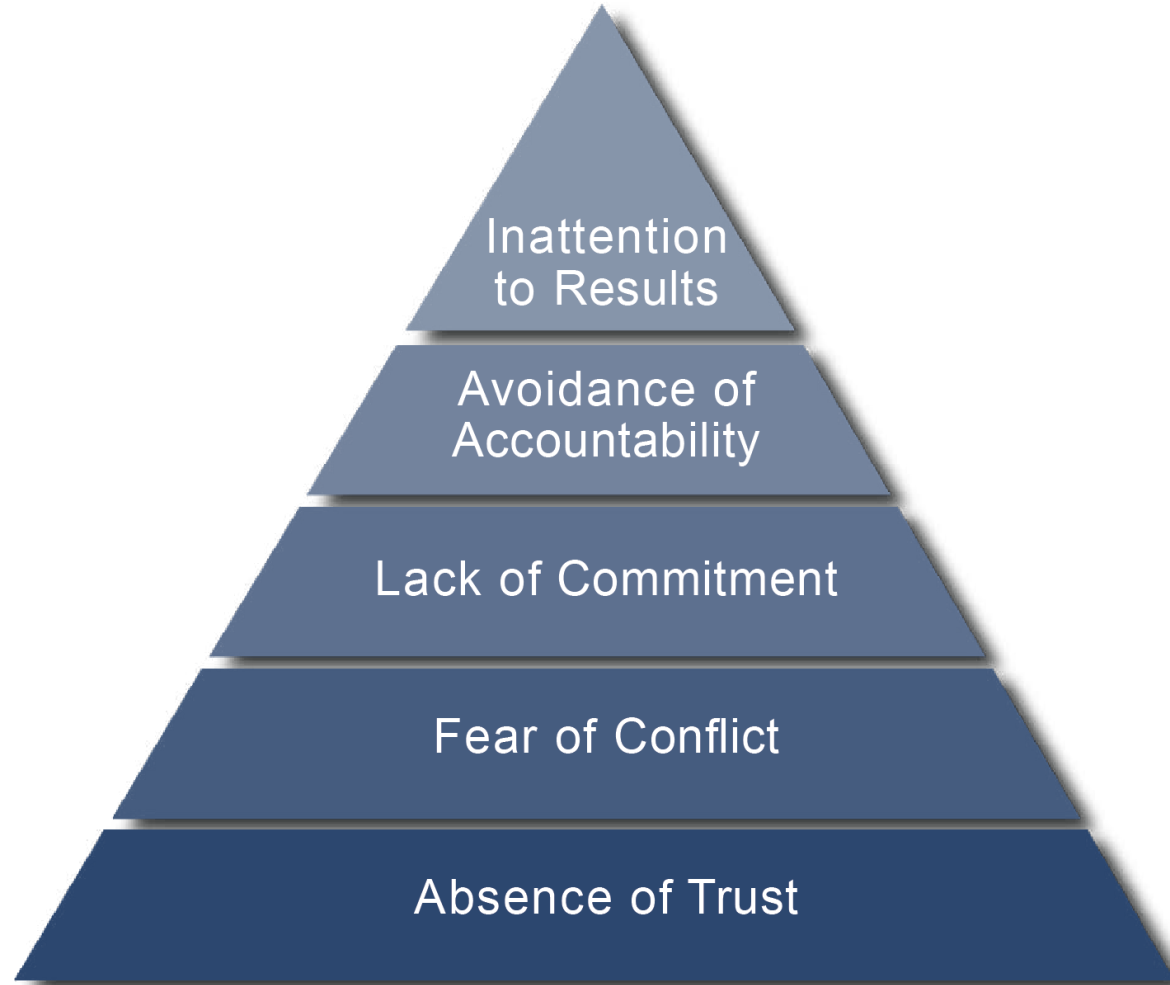 Inattention
to Results
Avoidance of
Accountability
Lack of Commitment
Fear of Conflict
Absence of Trust